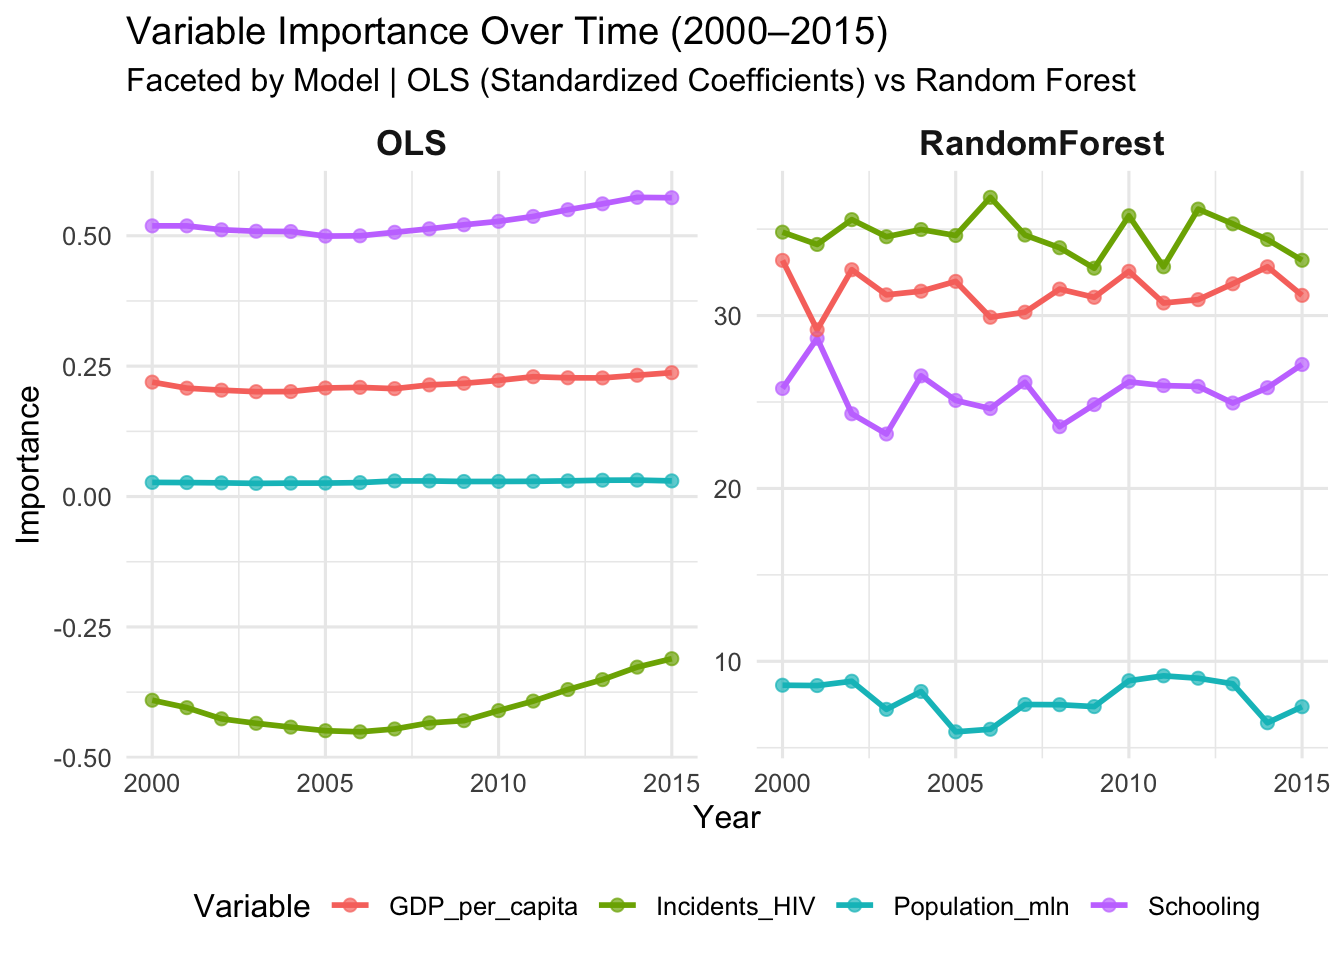 Variable Importance Over Time (2000–2015)
Faceted by Model | OLS (Standardized Coefficients) vs Random Forest
OLS
RandomForest
Importance
0.50
0.25
0.00
-0.25
-0.50
30
20
10
2000 2005 2010 2015
2000 2005 2010 2015
Year
Variable GDP_per_capita Incidents_HIV Population_mln Schooling